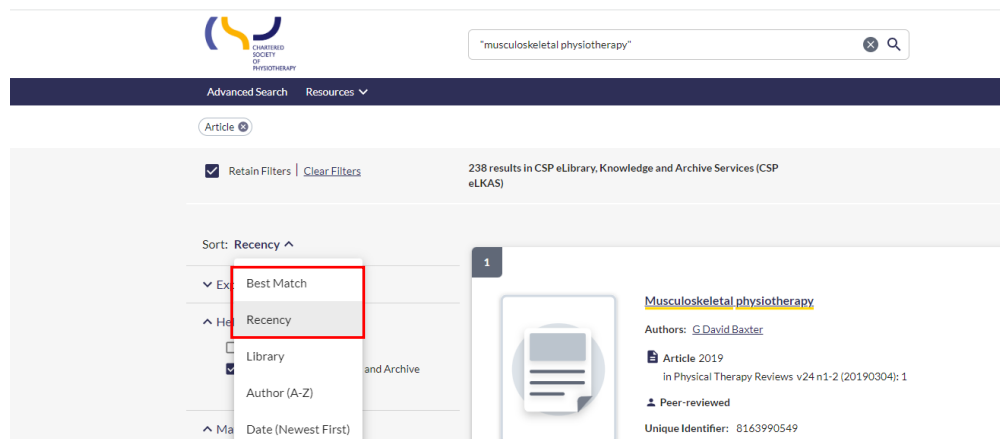 CHARTERED
SOCIETY
OF
PHYSIOTHERAPY
"musculoskeletal physiotherapy"
Advanced Search Resources
Article
Retain Filters | Clear Filters
238 results in CSP eLibrary, Knowledge and Archive Services (CSP
eLKAS)
Sort: Recency
Best Match
Recency
Library
and Archive
Author (A-Z)
Date (Newest First)
1
Musculoskeletal physiotherapy
Authors: G David Baxter
Article 2019
in Physical Therapy Reviews v24 n1-2 (20190304): 1
Peer-reviewed
Unique Identifier: 8163990549